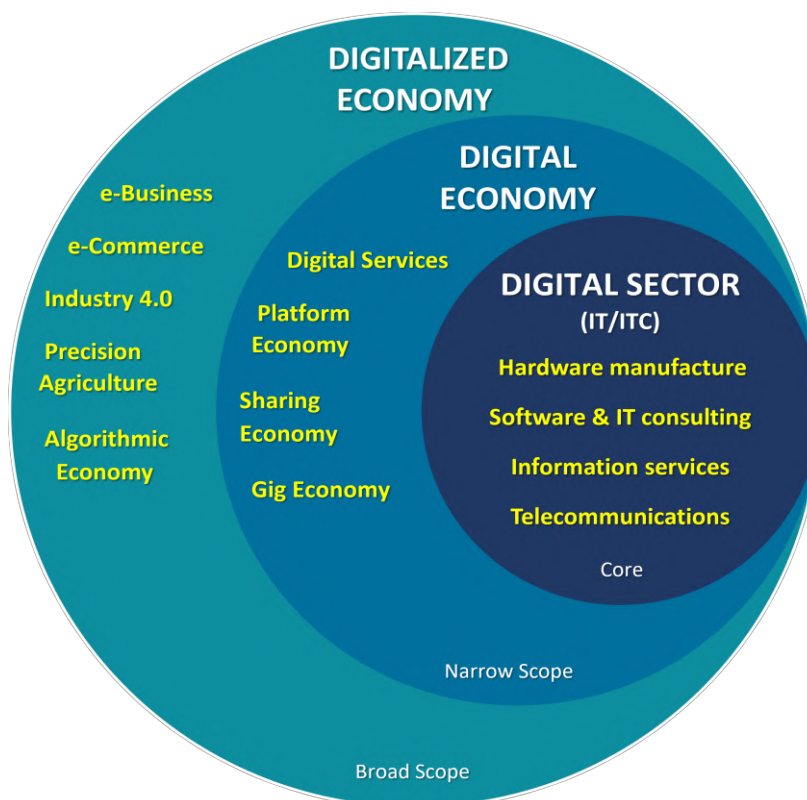 DIGITALIZED
ECONOMY
e-Business
e-Commerce
Industry 4.0
Precision
Agriculture
Algorithmic
Economy
Broad Scope
DIGITAL
ECONOMY
Digital Services
Platform
Economy
Sharing
Economy
Gig Economy
Narrow Scope
DIGITAL SECTOR
(IT/ITC)
Hardware manufacture
Software & IT consulting
Information services
Telecommunications
Core